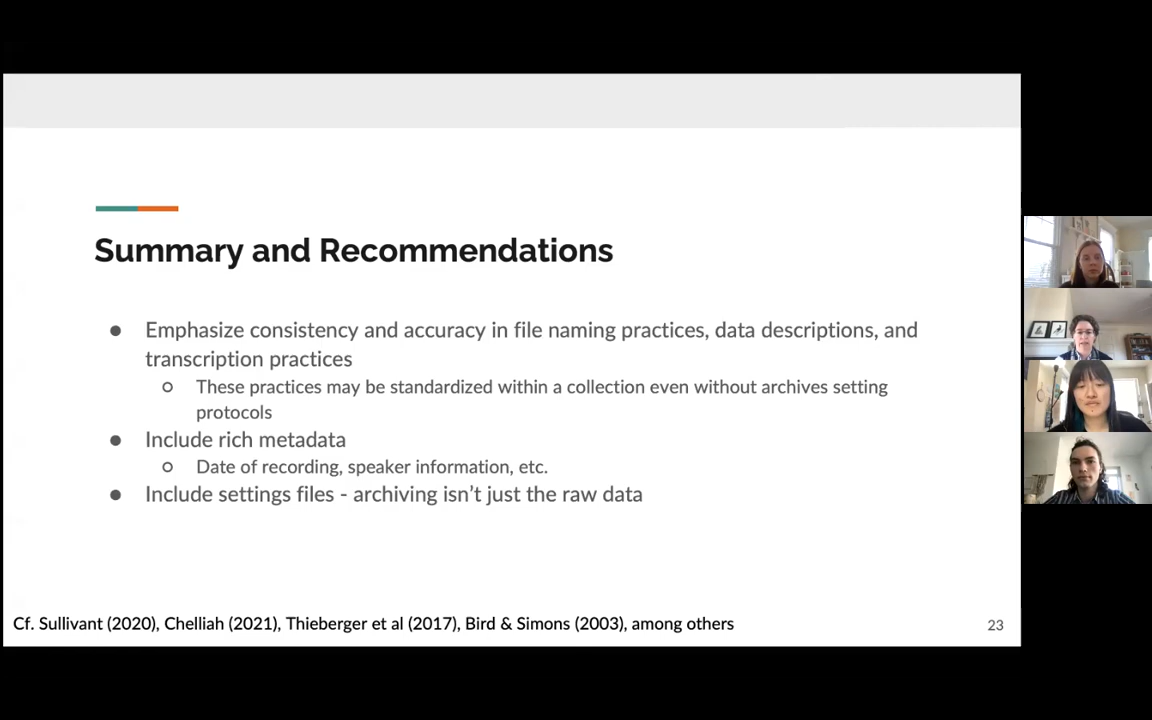 Summary and Recommendations
● Emphasize consistency and accuracy in file naming practices, data descriptions, and
transcription practices
○ These practices may be standardized within a collection even without archives setting
protocols
● Include rich metadata
○ Date of recording, speaker information, etc.
● Include settings files - archiving isn’t just the raw data
Cf. Sullivant (2020), Chelliah (2021), Thieberger et al (2017), Bird & Simons (2003), among others
23